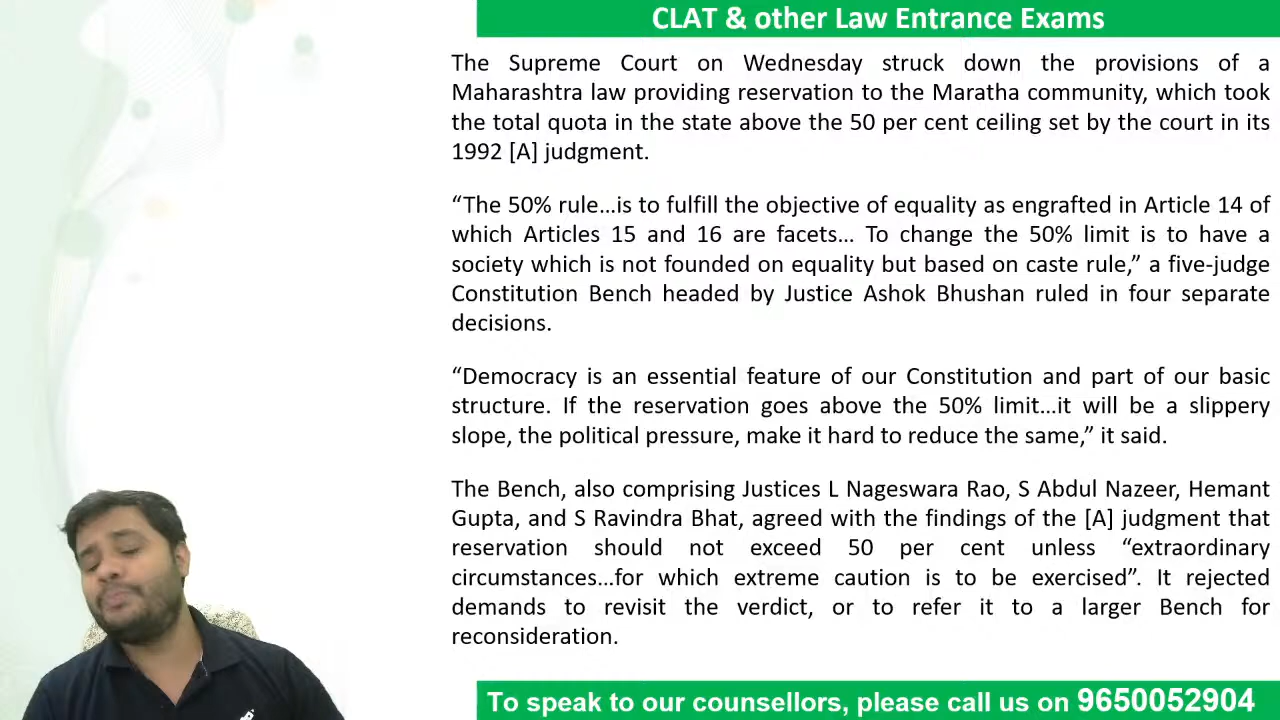 CLAT & other Law Entrance Exams
The Supreme Court on Wednesday struck down the provisions of a
Maharashtra law providing reservation to the Maratha community, which took
the total quota in the state above the 50 per cent ceiling set by the court in its
1992 [A] judgment.
“The 50% rule…is to fulfill the objective of equality as engrafted in Article 14 of
which Articles 15 and 16 are facets… To change the 50% limit is to have a
society which is not founded on equality but based on caste rule,” a five-judge
Constitution Bench headed by Justice Ashok Bhushan ruled in four separate
decisions.
“Democracy is an essential feature of our Constitution and part of our basic
structure. If the reservation goes above the 50% limit…it will be a slippery
slope, the political pressure, make it hard to reduce the same,” it said.
The Bench, also comprising Justices L Nageswara Rao, S Abdul Nazeer, Hemant
Gupta, and S Ravindra Bhat, agreed with the findings of the [A] judgment that
reservation should not exceed 50 per cent unless “extraordinary
circumstances…for which extreme caution is to be exercised”. It rejected
demands to revisit the verdict, or to refer it to a larger Bench for
reconsideration.
To speak to our counsellors, please call us on 9650052904